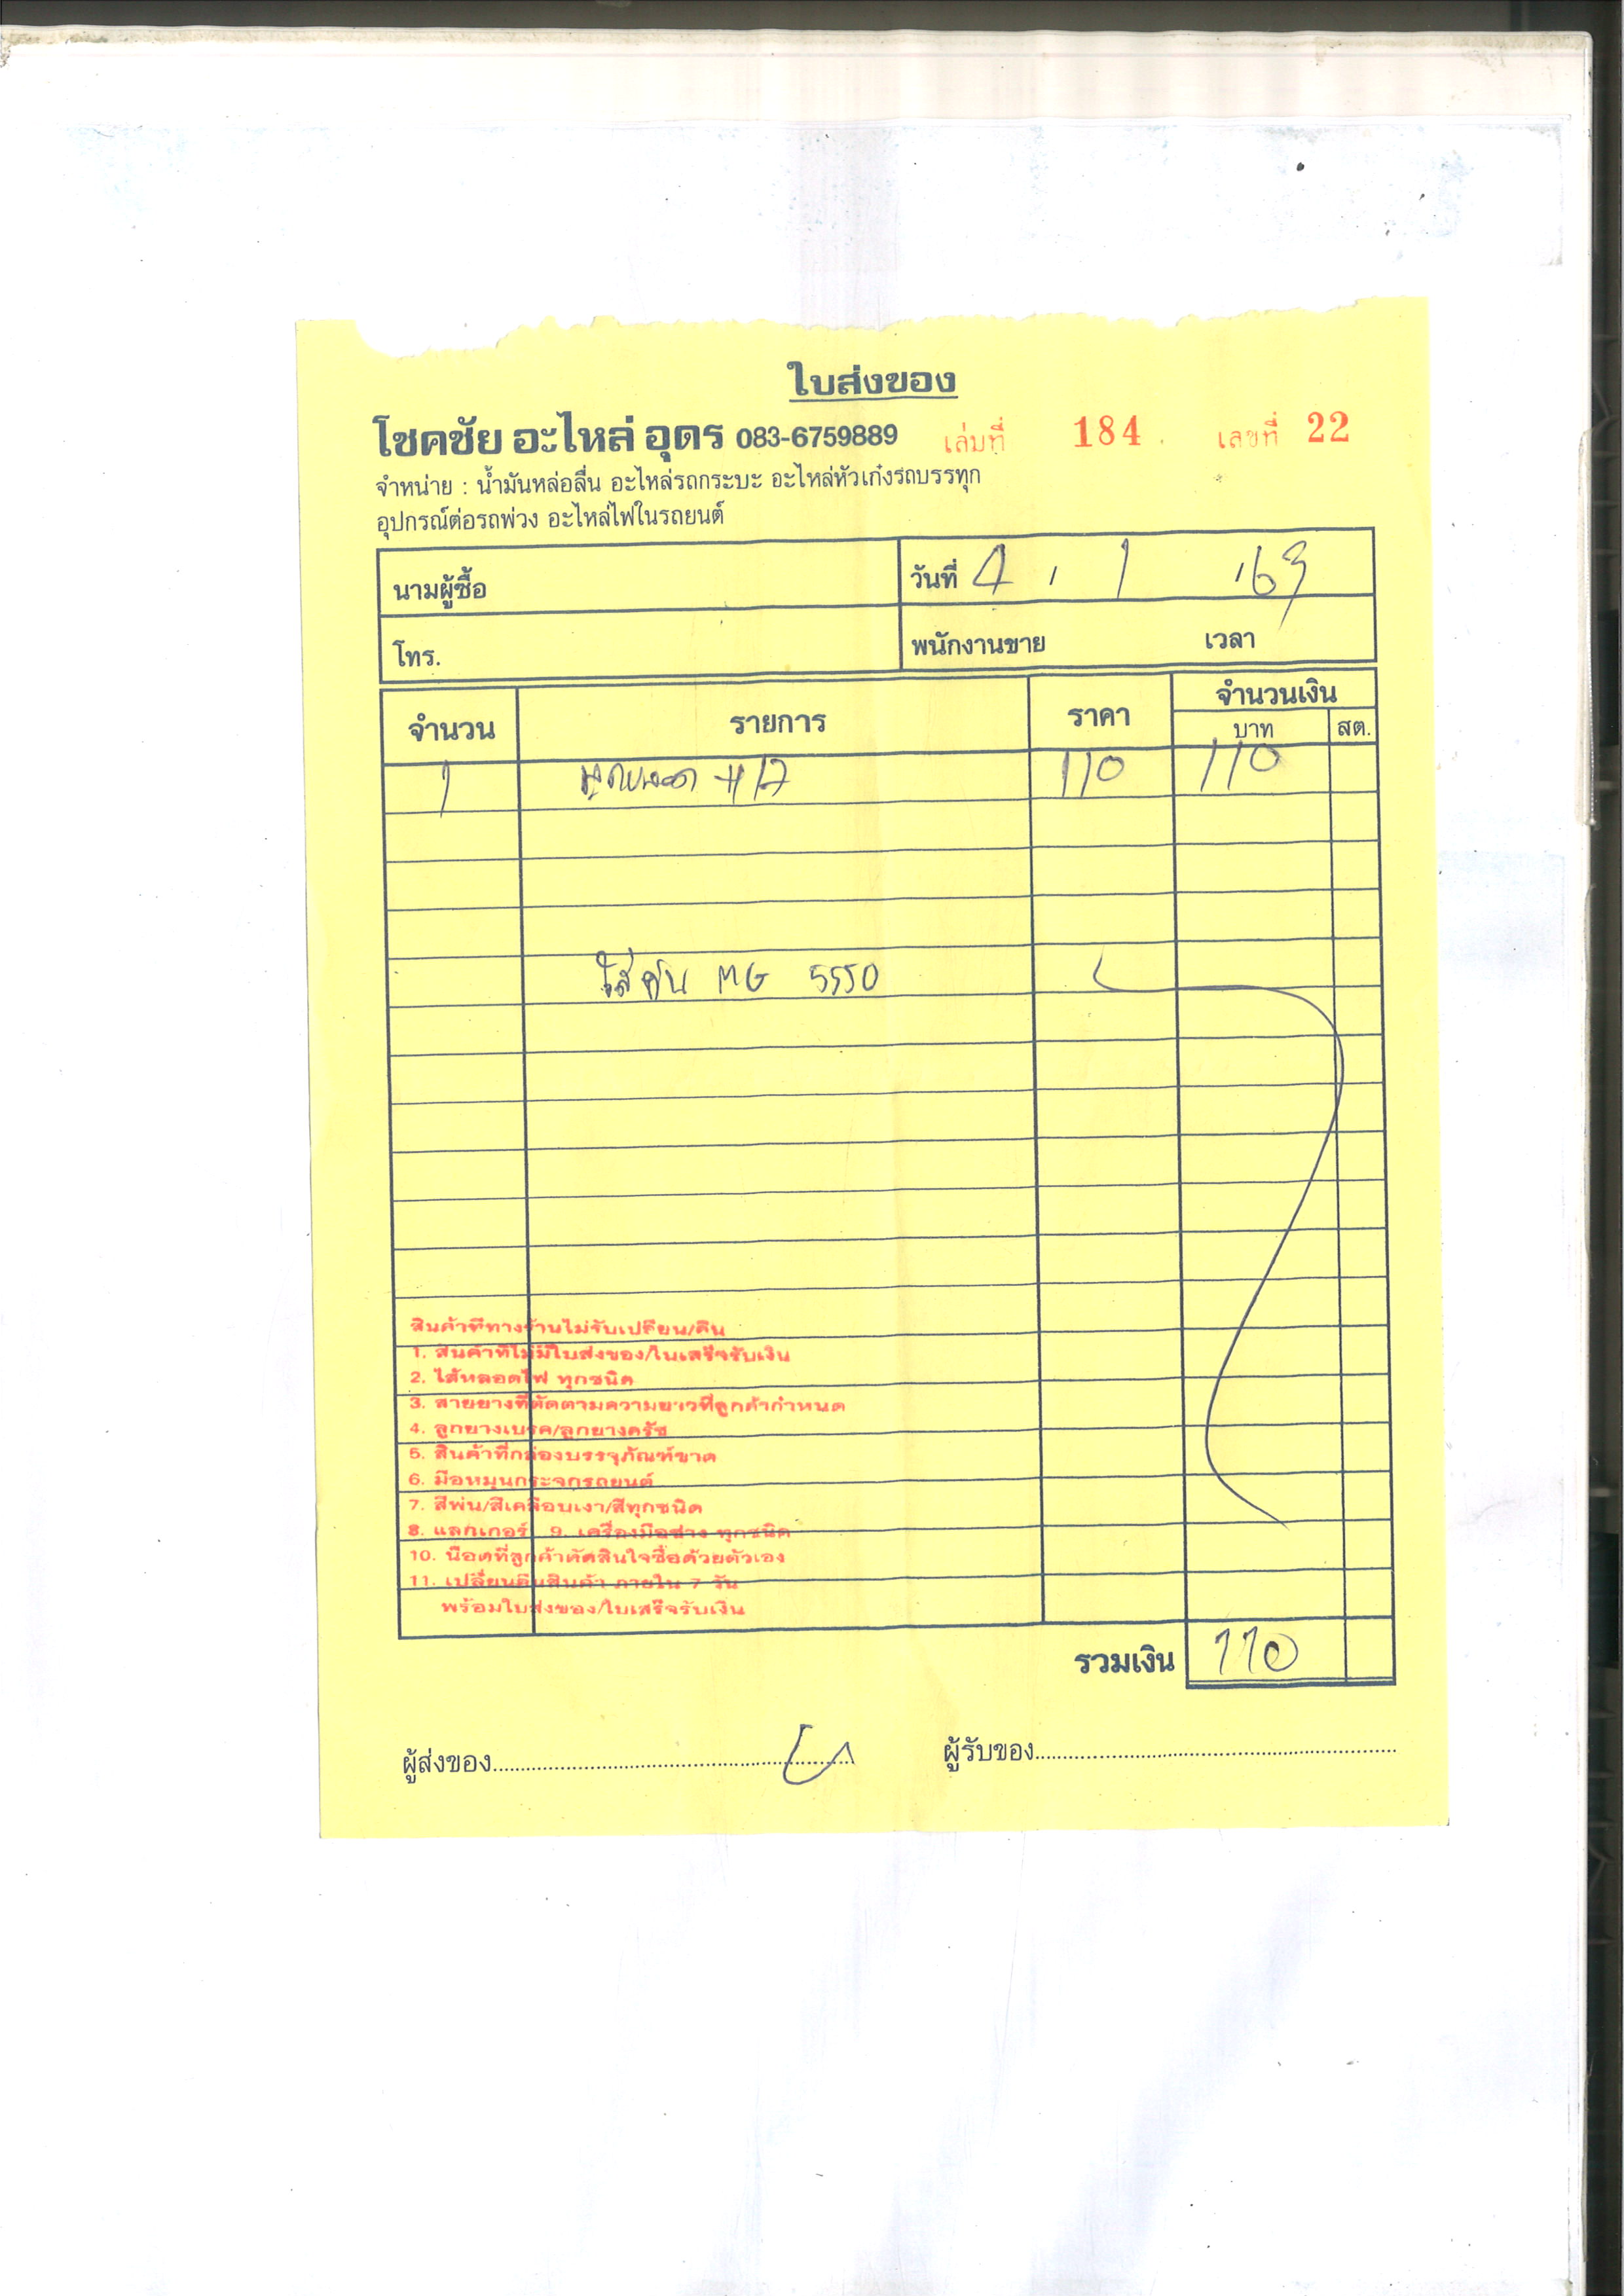 ใบส่งของ
โชคชัย อะไหล่ อุดร 083-6759889 เล่มที่ 184 เลขที่ 22
จำหน่าย : น้ำมันหล่อลื่น อะไหล่รถกระบะ อะไหล่หัวเก๋งรถบรรทุก
อุปกรณ์ต่อรถพ่วง อะไหล่ไฟในรถยนต์
นามผู้ซื้อ วันที่ 4 , 1 , 69
โทร. พนักงานขาย เวลา
จำนวน รายการ ราคา จำนวนเงิน
บาท สต.
1 110 110
ใส่ MG 5550
สินค้าที่ทางร้านไม่รับเปลี่ยน/คืน
1. สินค้าที่ไม่มีใบส่งของ/ใบเสร็จรับเงิน
2. ไส้หลอดไฟ ทุกชนิด
3. สายยางที่ตัดตามความยาวที่ลูกค้ากำหนด
4. ลูกยางเบรค/ลูกยางครัช
5. สินค้าที่กล่องบรรจุภัณฑ์ขาด
6. มือหมุนกระจกรถยนต์
7. สีพ่น/สีเคลือบเงา/สีทุกชนิด
8. แลกเกอร์ 9. เครื่องมือช่าง ทุกชนิด
10. น๊อตที่ลูกค้าตัดสินใจซื้อด้วยตัวเอง
11. เปลี่ยนคืนสินค้า ภายใน 7 วัน
พร้อมใบส่งของ/ใบเสร็จรับเงิน
รวมเงิน 110
ผู้ส่งของ ผู้รับของ